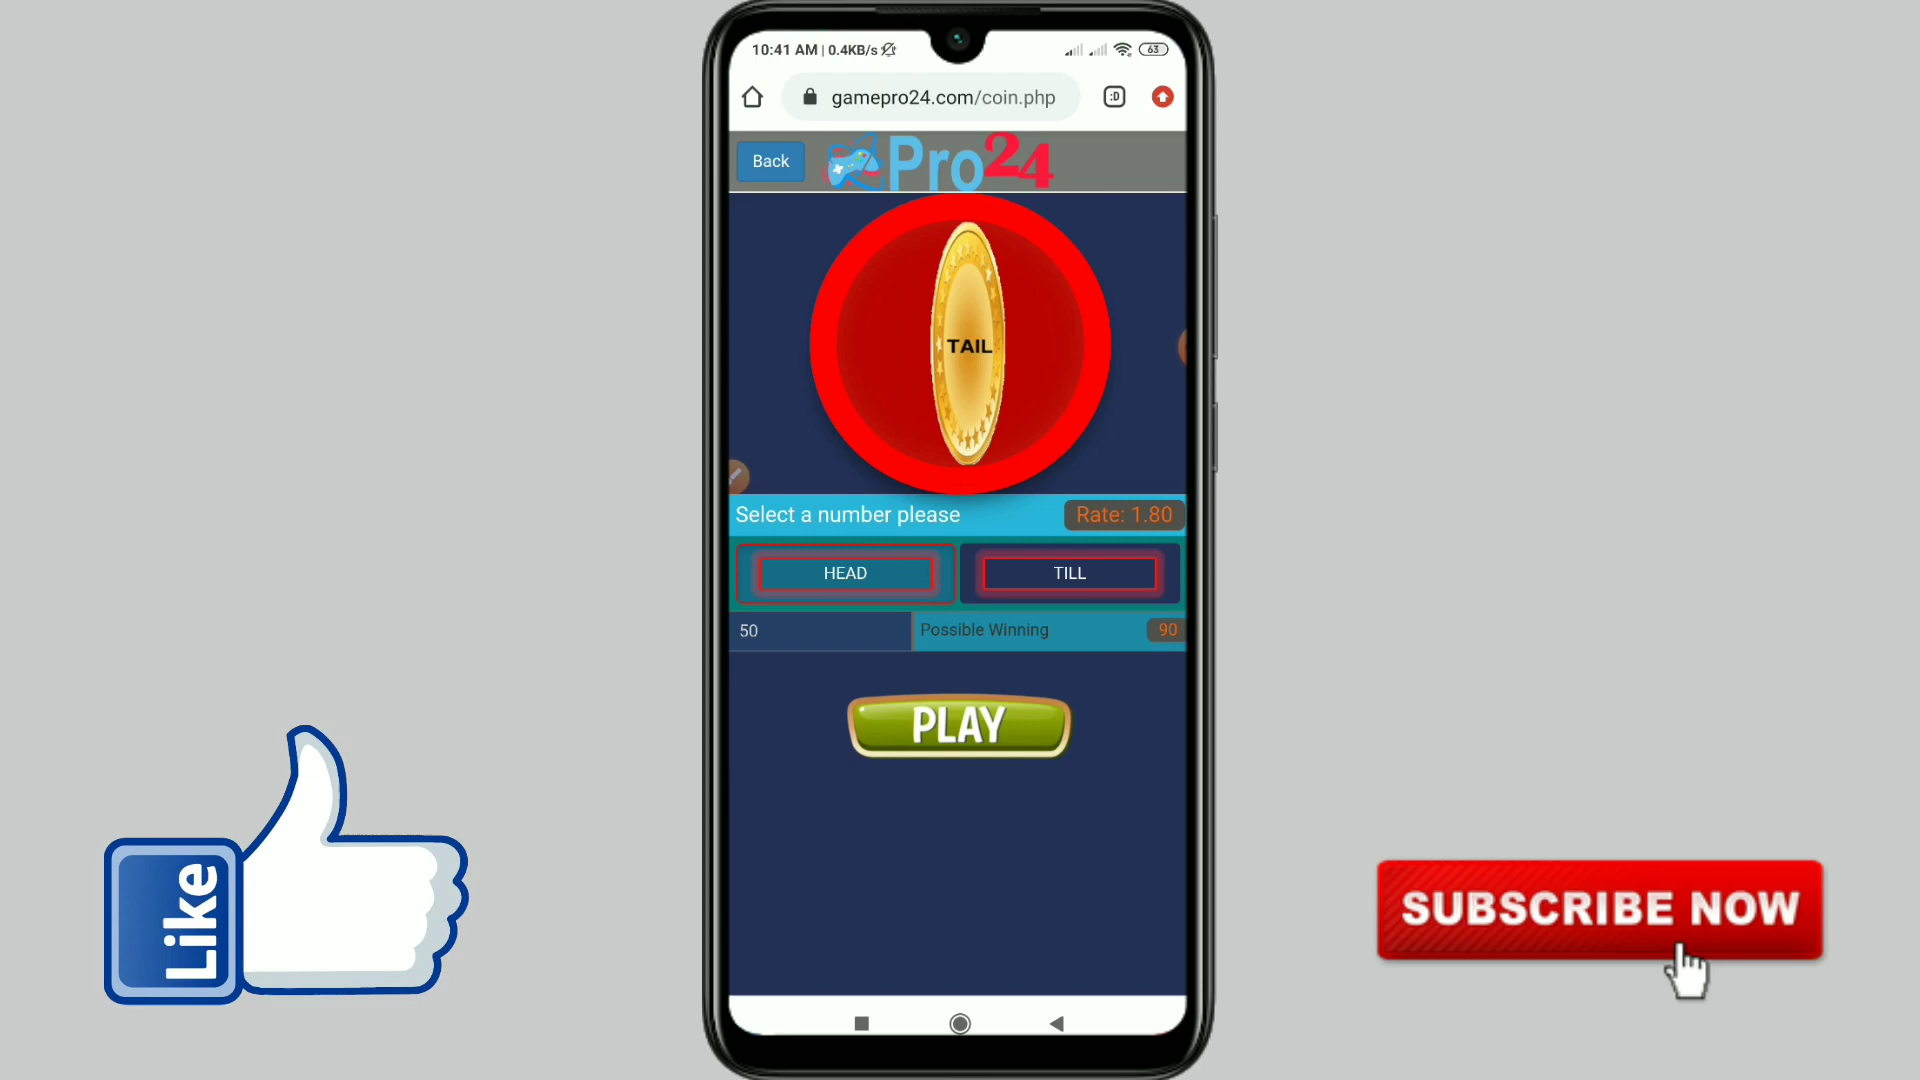 10:41 AM | 0.4KB/s
63
gamepro24.com/coin.php
:D
Back
Pro24
TAIL
Select a number please
Rate: 1.80
HEAD
TILL
50
Possible Winning
90
PLAY
Like
SUBSCRIBE NOW